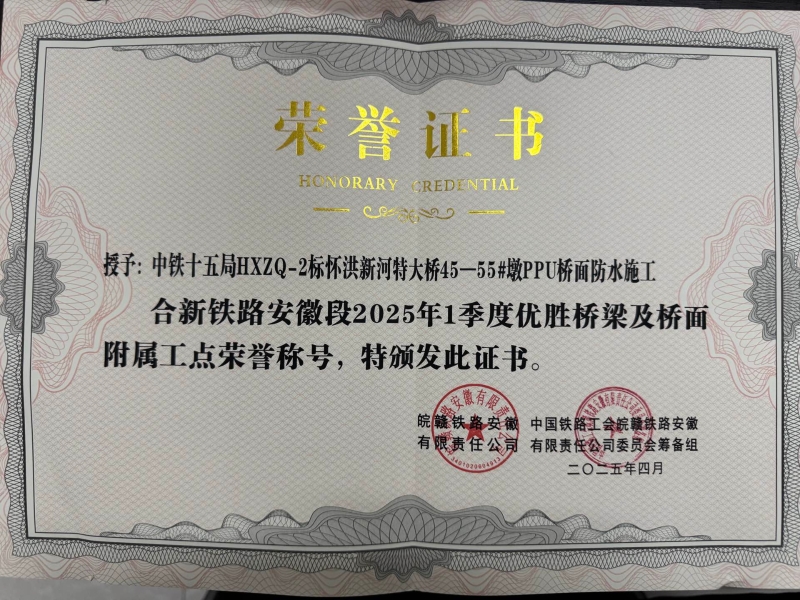 荣誉证书
HONORARY CREDENTIAL
授予：中铁十五局HXZQ-2标怀洪新河特大桥45—55#墩PPU桥面防水施工
合新铁路安徽段2025年1季度优胜桥梁及桥面
附属工点荣誉称号，特颁发此证书。
皖赣铁路安徽 中国铁路工会皖赣铁路安徽
有限责任公司 有限责任公司委员会筹备组
二〇二五年四月